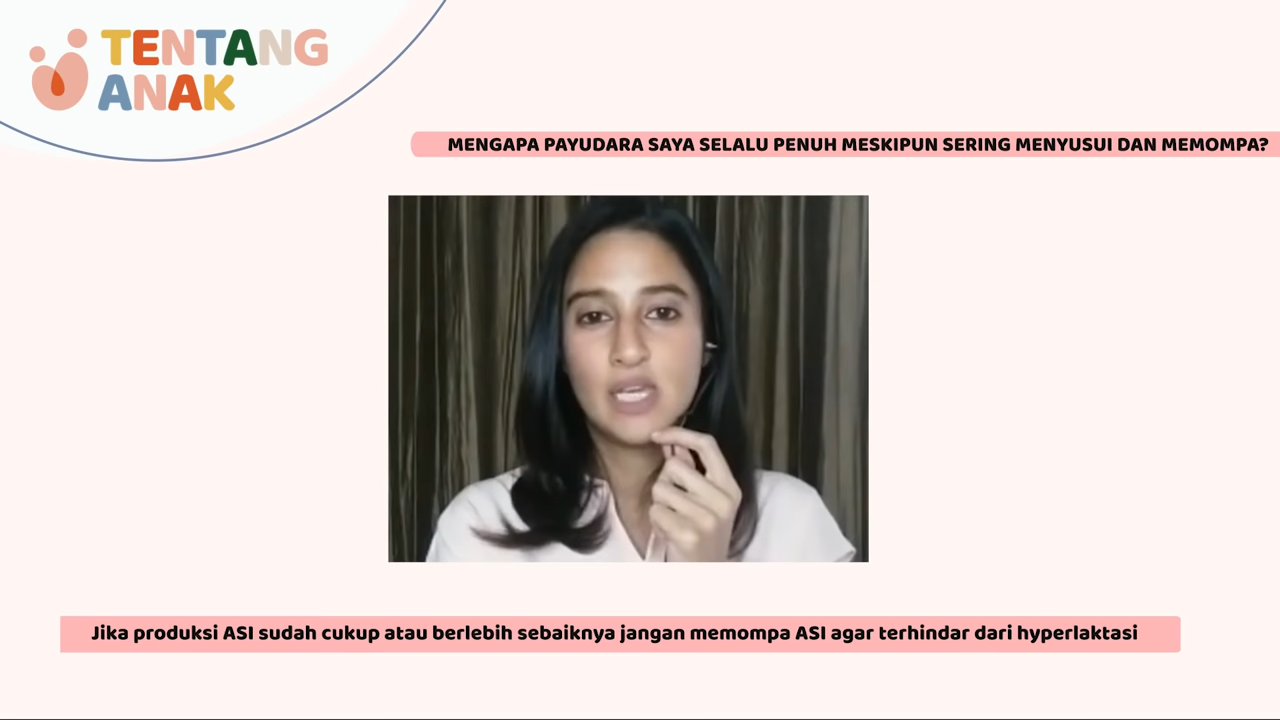 TENTANG
ANAK
MENGAPA PAYUDARA SAYA SELALU PENUH MESKIPUN SERING MENYUSUI DAN MEMOMPA?
Jika produksi ASI sudah cukup atau berlebih sebaiknya jangan memompa ASI agar terhindar dari hyperlaktasi